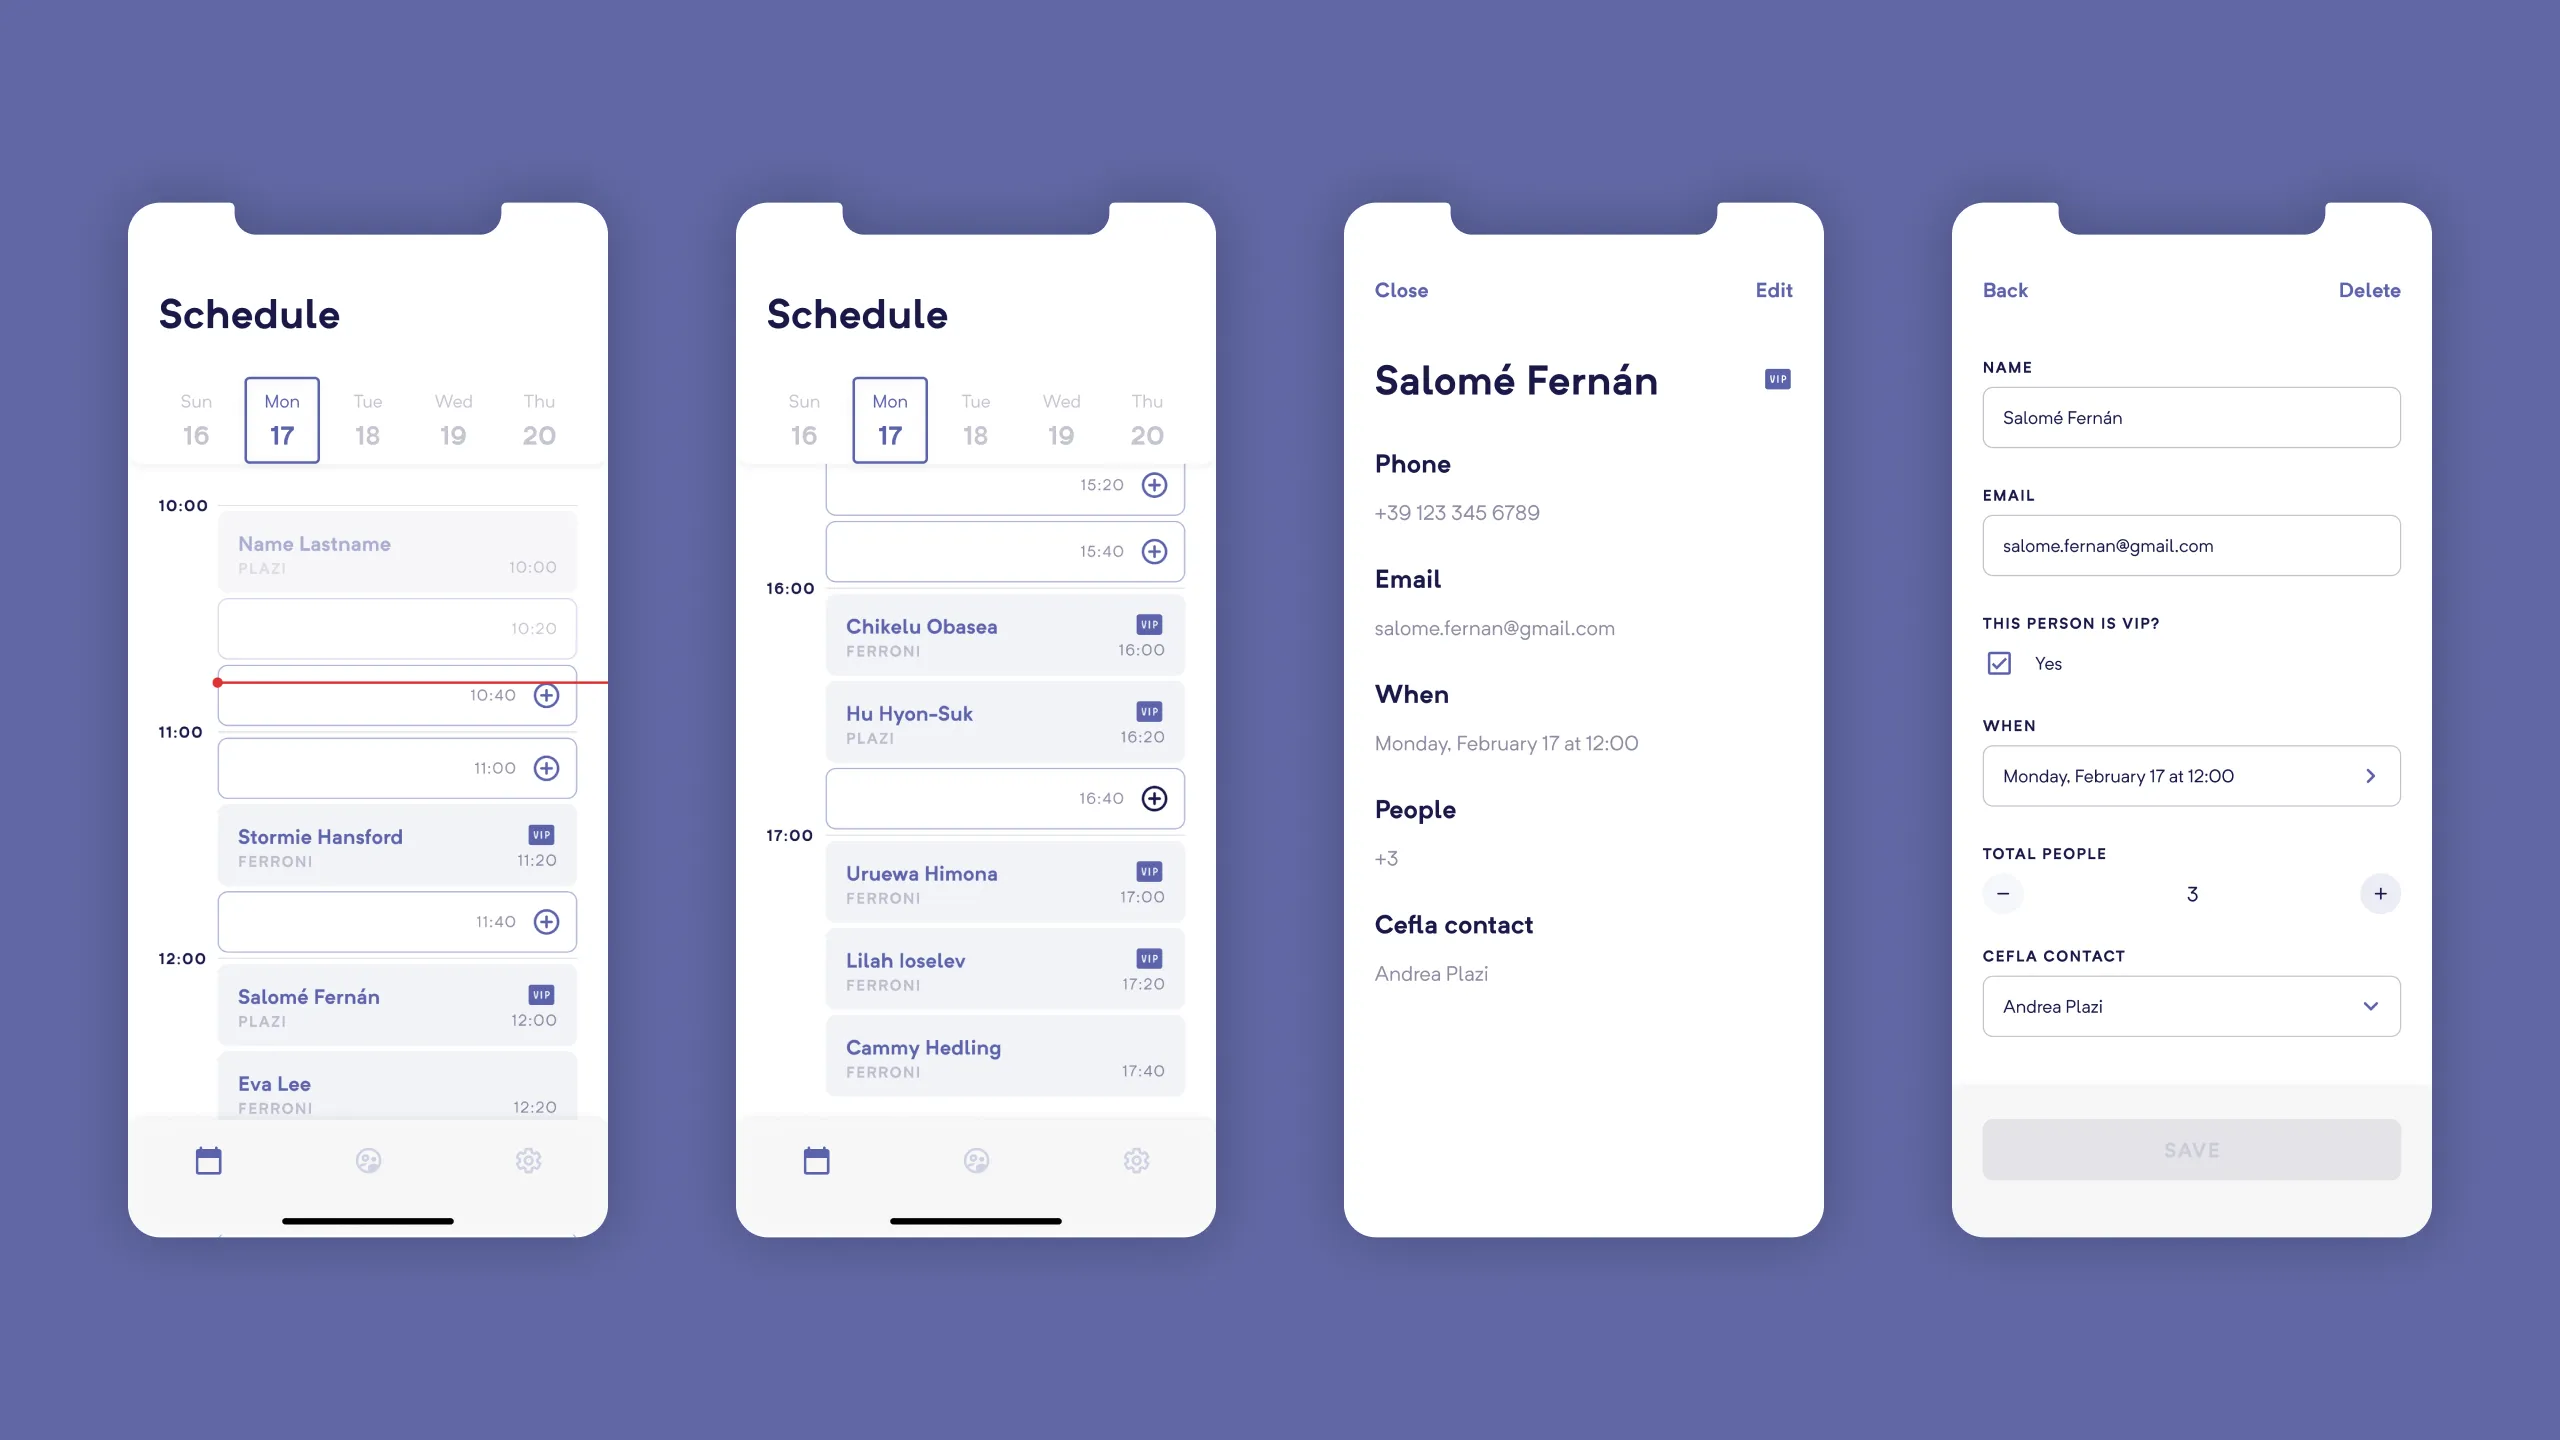 Schedule
Sun Mon Tue Wed Thu
16 17 18 19 20
10:00
Name Lastname
PLAZI 10:00
10:20
10:40
11:00
11:00
Stormie Hansford VIP
FERRONI 11:20
11:40
12:00
Salomé Fernán VIP
PLAZI 12:00
Eva Lee
FERRONI 12:20
Schedule
Sun Mon Tue Wed Thu
16 17 18 19 20
15:20
15:40
16:00
Chikelu Obasea VIP
FERRONI 16:00
Hu Hyon-Suk VIP
PLAZI 16:20
16:40
17:00
Uruewa Himona VIP
FERRONI 17:00
Lilah Ioselev VIP
FERRONI 17:20
Cammy Hedling
FERRONI 17:40
Close Edit
Salomé Fernán VIP
Phone
+39 123 345 6789
Email
salome.fernan@gmail.com
When
Monday, February 17 at 12:00
People
+3
Cefla contact
Andrea Plazi
Back Delete
NAME
Salomé Fernán
EMAIL
salome.fernan@gmail.com
THIS PERSON IS VIP?
Yes
WHEN
Monday, February 17 at 12:00
TOTAL PEOPLE
− 3 +
CEFLA CONTACT
Andrea Plazi
SAVE